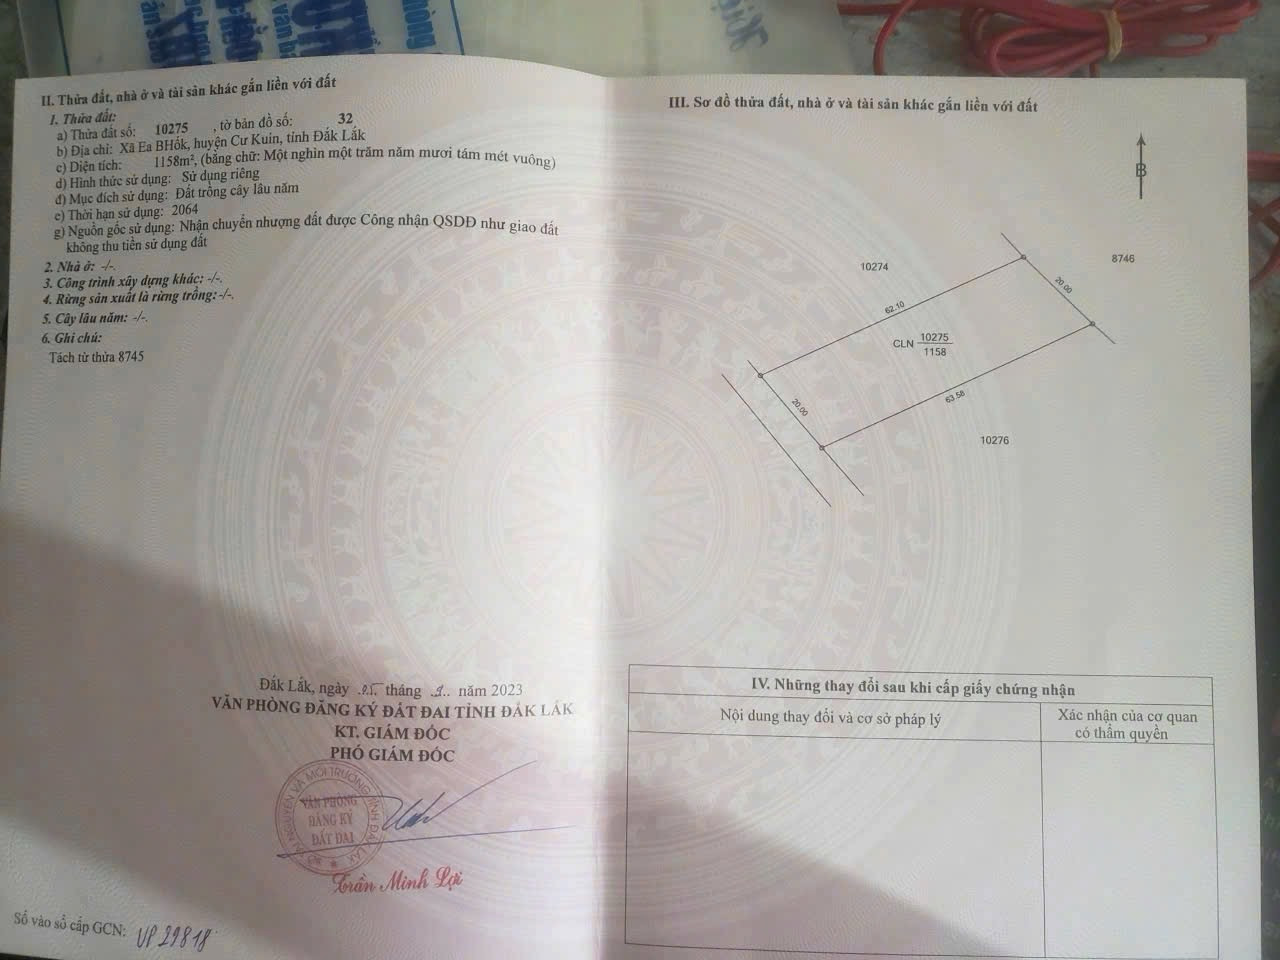 II. Thửa đất, nhà ở và tài sản khác gắn liền với đất
1. Thửa đất:
a) Thửa đất số: 10275 , tờ bản đồ số: 32
b) Địa chỉ: Xã Ea BHốk, huyện Cư Kuin, tỉnh Đắk Lắk
c) Diện tích: 1158m², (bằng chữ: Một nghìn một trăm năm mươi tám mét vuông)
d) Hình thức sử dụng: Sử dụng riêng
đ) Mục đích sử dụng: Đất trồng cây lâu năm
e) Thời hạn sử dụng: 2064
g) Nguồn gốc sử dụng: Nhận chuyển nhượng đất được Công nhận QSDĐ như giao đất
không thu tiền sử dụng đất
2. Nhà ở: -/-.
3. Công trình xây dựng khác: -/-.
4. Rừng sản xuất là rừng trồng: -/-.
5. Cây lâu năm: -/-.
6. Ghi chú:
Tách từ thửa 8745
Đắk Lắk, ngày tháng năm 2023
VĂN PHÒNG ĐĂNG KÝ ĐẤT ĐAI TỈNH ĐẮK LẮK
KT. GIÁM ĐỐC
PHÓ GIÁM ĐỐC
VĂN PHÒNG
ĐĂNG KÝ
ĐẤT ĐAI
Trần Minh Lợi
Số vào sổ cấp GCN: VP 29818
III. Sơ đồ thửa đất, nhà ở và tài sản khác gắn liền với đất
B
10274
8746
20.00
62.10
CLN 10275
1158
20.00
63.58
10276
IV. Những thay đổi sau khi cấp giấy chứng nhận
Nội dung thay đổi và cơ sở pháp lý
Xác nhận của cơ quan
có thẩm quyền